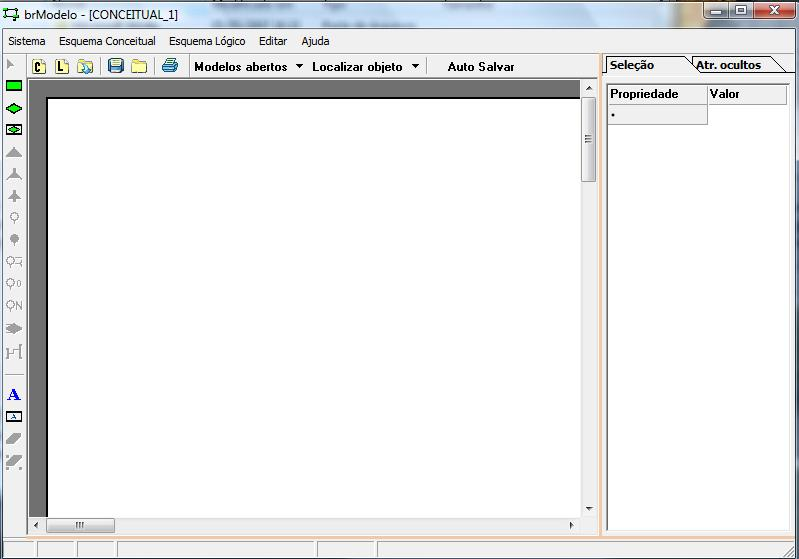 brModelo - [CONCEITUAL_1]
Sistema Esquema Conceitual Esquema Lógico Editar Ajuda
C L Modelos abertos Localizar objeto Auto Salvar
Seleção Atr. ocultos
Propriedade Valor
0
N
A
A